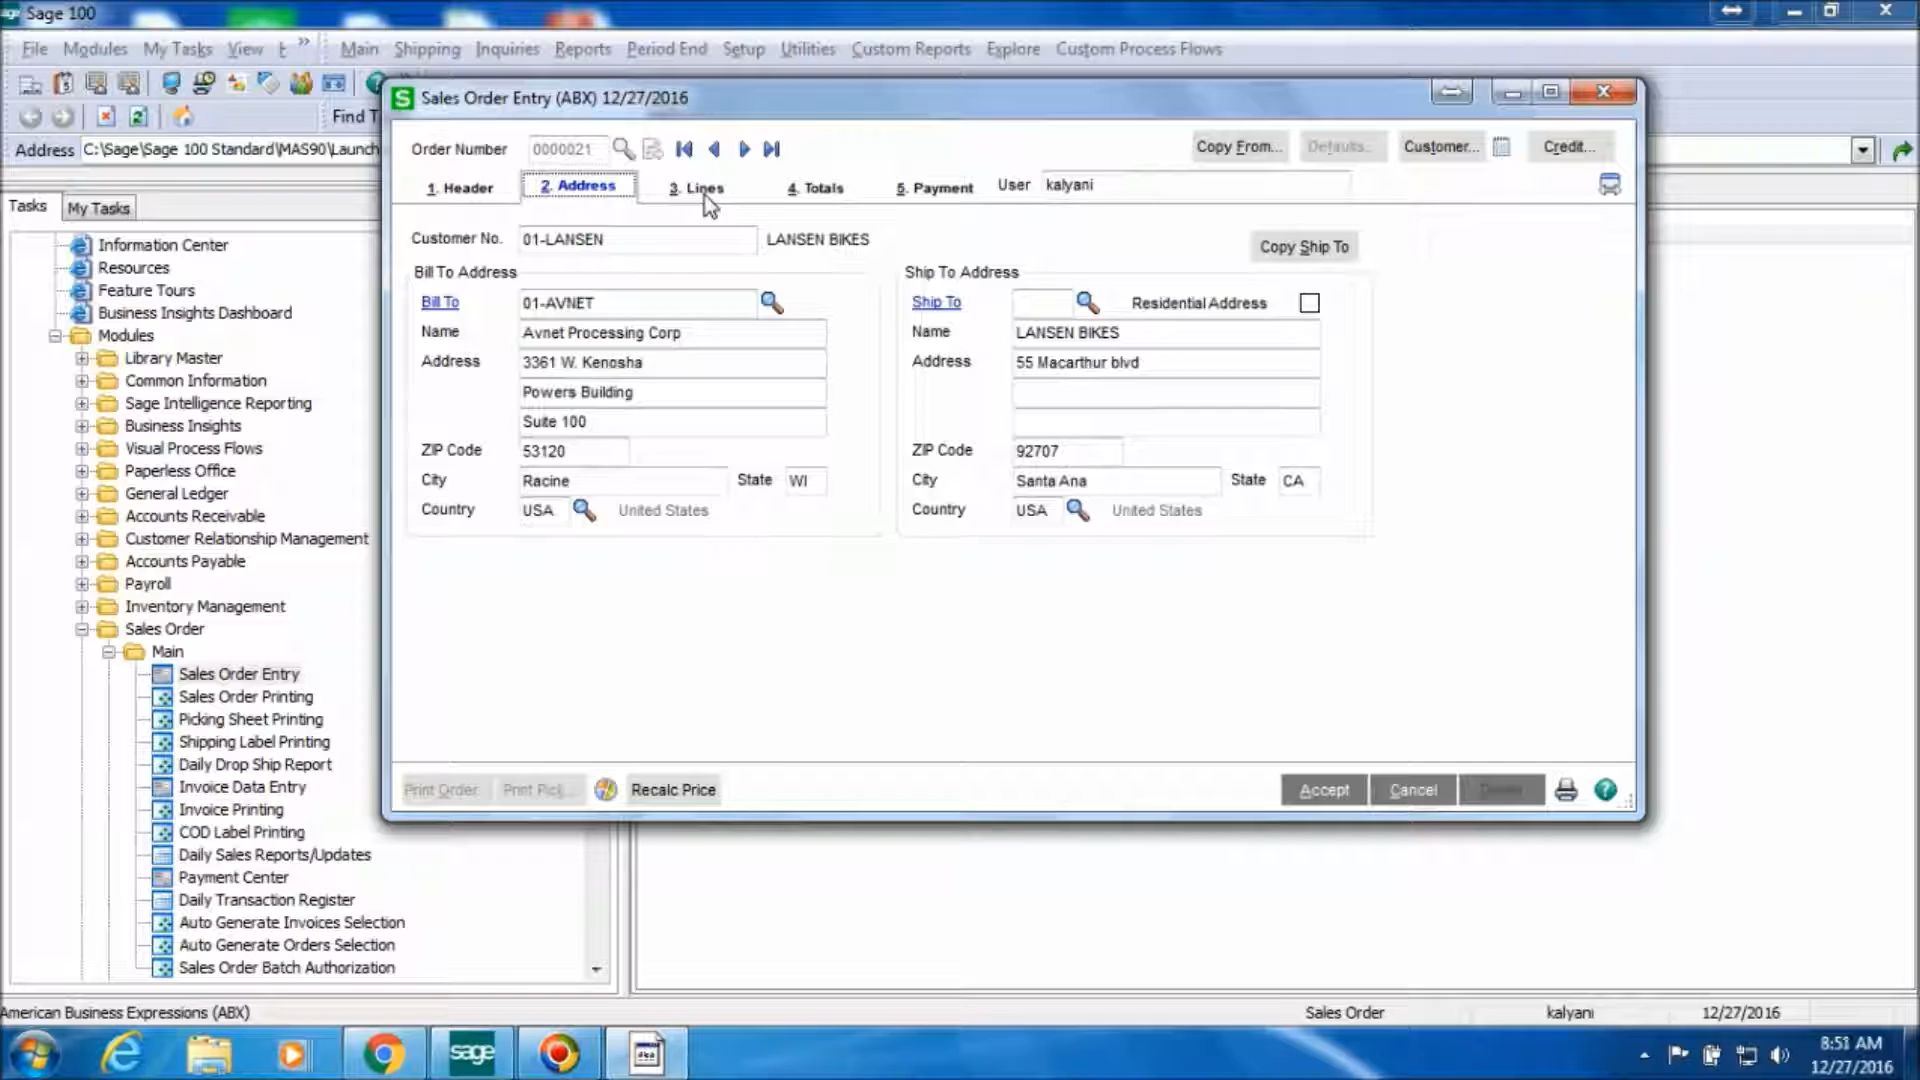 Sage 100
File Modules My Tasks View » Main Shipping Inquiries Reports Period End Setup Utilities Custom Reports Explore Custom Process Flows
Find T
Address C:\Sage\Sage 100 Standard\MAS90\Launch
Tasks My Tasks
Information Center
Resources
Feature Tours
Business Insights Dashboard
Modules
Library Master
Common Information
Sage Intelligence Reporting
Business Insights
Visual Process Flows
Paperless Office
General Ledger
Accounts Receivable
Customer Relationship Management
Accounts Payable
Payroll
Inventory Management
Sales Order
Main
Sales Order Entry
Sales Order Printing
Picking Sheet Printing
Shipping Label Printing
Daily Drop Ship Report
Invoice Data Entry
Invoice Printing
COD Label Printing
Daily Sales Reports/Updates
Payment Center
Daily Transaction Register
Auto Generate Invoices Selection
Auto Generate Orders Selection
Sales Order Batch Authorization
S Sales Order Entry (ABX) 12/27/2016
Order Number 0000021 Copy From... Defaults... Customer... Credit...
1. Header 2. Address 3. Lines 4. Totals 5. Payment User kalyani
Customer No. 01-LANSEN LANSEN BIKES Copy Ship To
Bill To Address
Bill To 01-AVNET
Name Avnet Processing Corp
Address 3361 W. Kenosha
Powers Building
Suite 100
ZIP Code 53120
City Racine State WI
Country USA United States
Ship To Address
Ship To Residential Address
Name LANSEN BIKES
Address 55 Macarthur blvd
ZIP Code 92707
City Santa Ana State CA
Country USA United States
Print Order Print Pick... Recalc Price Accept Cancel
American Business Expressions (ABX) Sales Order kalyani 12/27/2016
sage
8:51 AM
12/27/2016